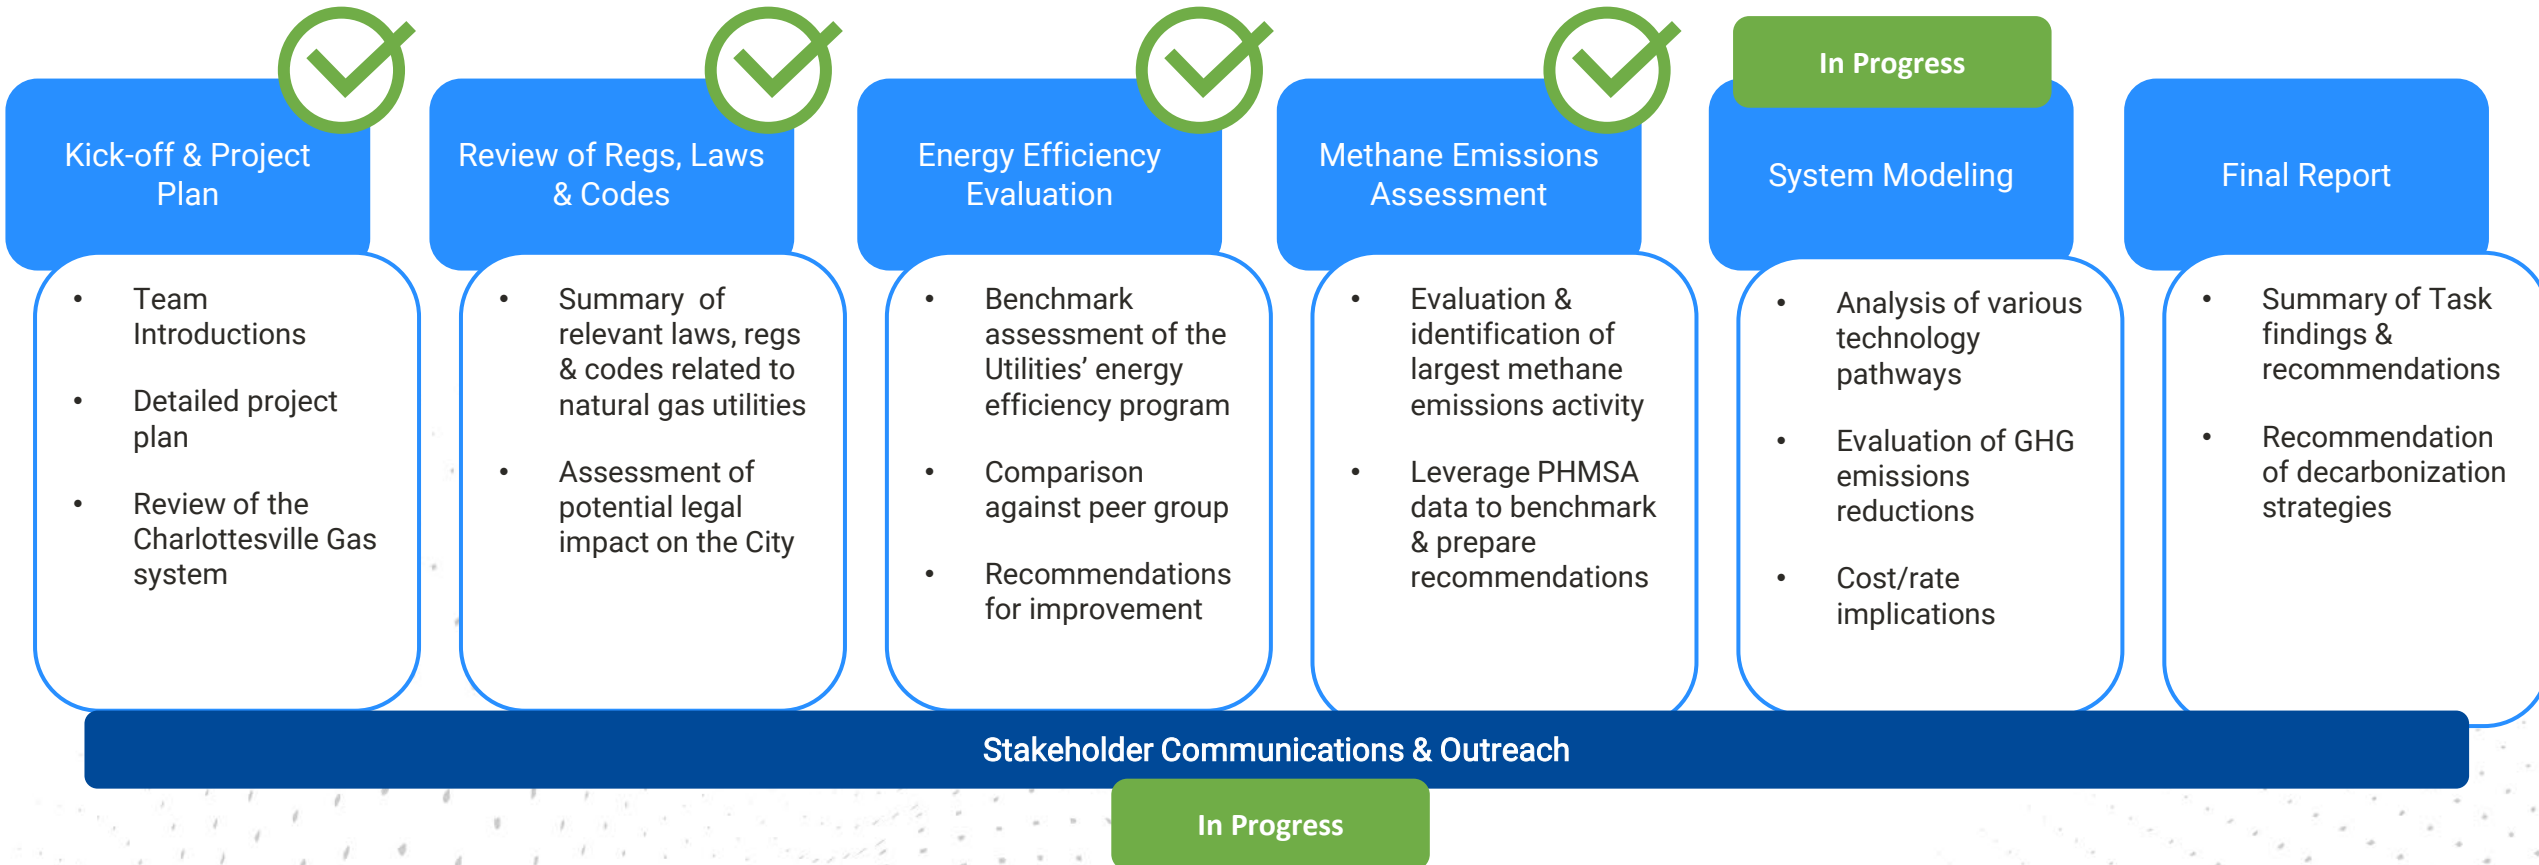 In Progress
Kick-off & Project
Plan
Review of Regs, Laws
& Codes
Energy Efficiency
Evaluation
Methane Emissions
Assessment
System Modeling
Final Report
• Team
Introductions
• Detailed project
plan
• Review of the
Charlottesville Gas
system
• Summary of
relevant laws, regs
& codes related to
natural gas utilities
• Assessment of
potential legal
impact on the City
• Benchmark
assessment of the
Utilities’ energy
efficiency program
• Comparison
against peer group
• Recommendations
for improvement
• Evaluation &
identification of
largest methane
emissions activity
• Leverage PHMSA
data to benchmark
& prepare
recommendations
• Analysis of various
technology
pathways
• Evaluation of GHG
emissions
reductions
• Cost/rate
implications
• Summary of Task
findings &
recommendations
• Recommendation
of decarbonization
strategies
Stakeholder Communications & Outreach
In Progress